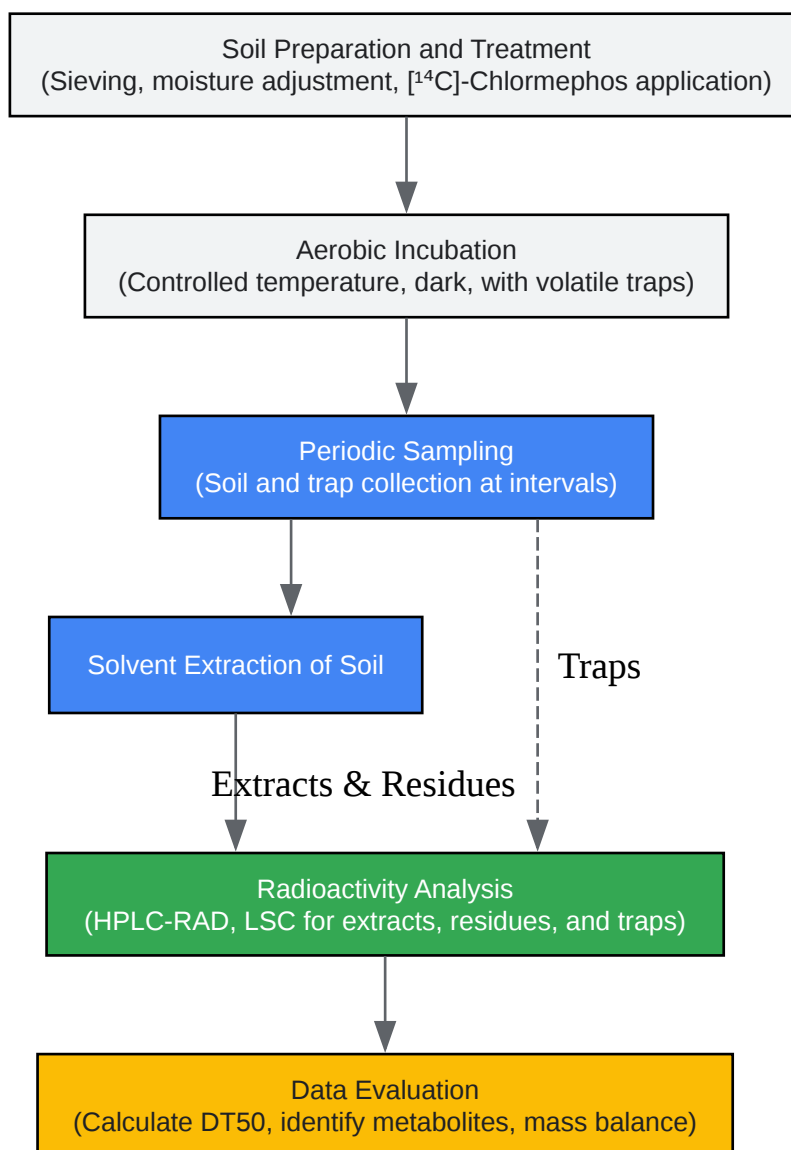 Soil Preparation and Treatment
(Sieving, moisture adjustment, [¹⁴C]-Chlormephos application)
Aerobic Incubation
(Controlled temperature, dark, with volatile traps)
Periodic Sampling
(Soil and trap collection at intervals)
Solvent Extraction of Soil
Traps
Extracts & Residues
Radioactivity Analysis
(HPLC-RAD, LSC for extracts, residues, and traps)
Data Evaluation
(Calculate DT50, identify metabolites, mass balance)